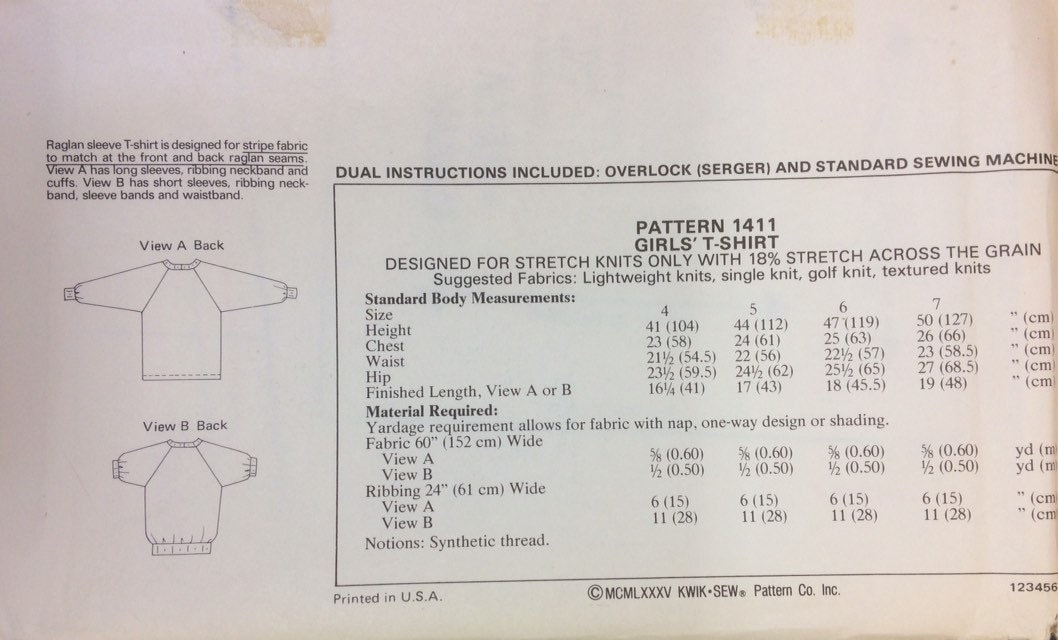 Raglan sleeve T-shirt is designed for stripe fabric
to match at the front and back raglan seams.
View A has long sleeves, ribbing neckband and
cuffs. View B has short sleeves, ribbing neck-
band, sleeve bands and waistband.
View A Back
View B Back
DUAL INSTRUCTIONS INCLUDED: OVERLOCK (SERGER) AND STANDARD SEWING MACHINE
PATTERN 1411
GIRLS' T-SHIRT
DESIGNED FOR STRETCH KNITS ONLY WITH 18% STRETCH ACROSS THE GRAIN
Suggested Fabrics: Lightweight knits, single knit, golf knit, textured knits
Standard Body Measurements:
Size 4 5 6 7
Height 41 (104) 44 (112) 47 (119) 50 (127) " (cm)
Chest 23 (58) 24 (61) 25 (63) 26 (66) " (cm)
Waist 21½ (54.5) 22 (56) 22½ (57) 23 (58.5) " (cm)
Hip 23½ (59.5) 24½ (62) 25½ (65) 27 (68.5) " (cm)
Finished Length, View A or B 16¼ (41) 17 (43) 18 (45.5) 19 (48) " (cm)
Material Required:
Yardage requirement allows for fabric with nap, one-way design or shading.
Fabric 60" (152 cm) Wide
View A ⅝ (0.60) ⅝ (0.60) ⅝ (0.60) ⅝ (0.60) yd (m
View B ½ (0.50) ½ (0.50) ½ (0.50) ½ (0.50) yd (m
Ribbing 24" (61 cm) Wide
View A 6 (15) 6 (15) 6 (15) 6 (15) " (cm
View B 11 (28) 11 (28) 11 (28) 11 (28) " (cm
Notions: Synthetic thread.
Printed in U.S.A.
© MCMLXXXV KWIK•SEW® Pattern Co. Inc.
123456